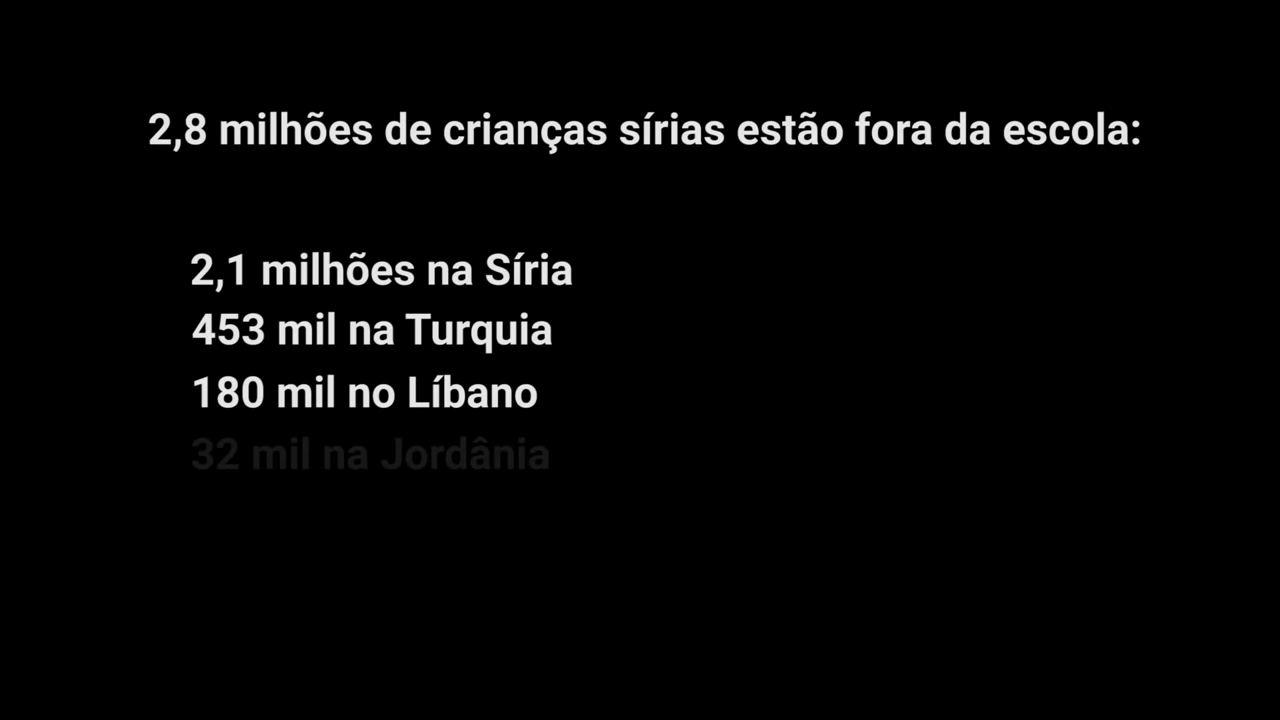 2,8 milhões de crianças sírias estão fora da escola:
2,1 milhões na Síria
453 mil na Turquia
180 mil no Líbano
32 mil na Jordânia